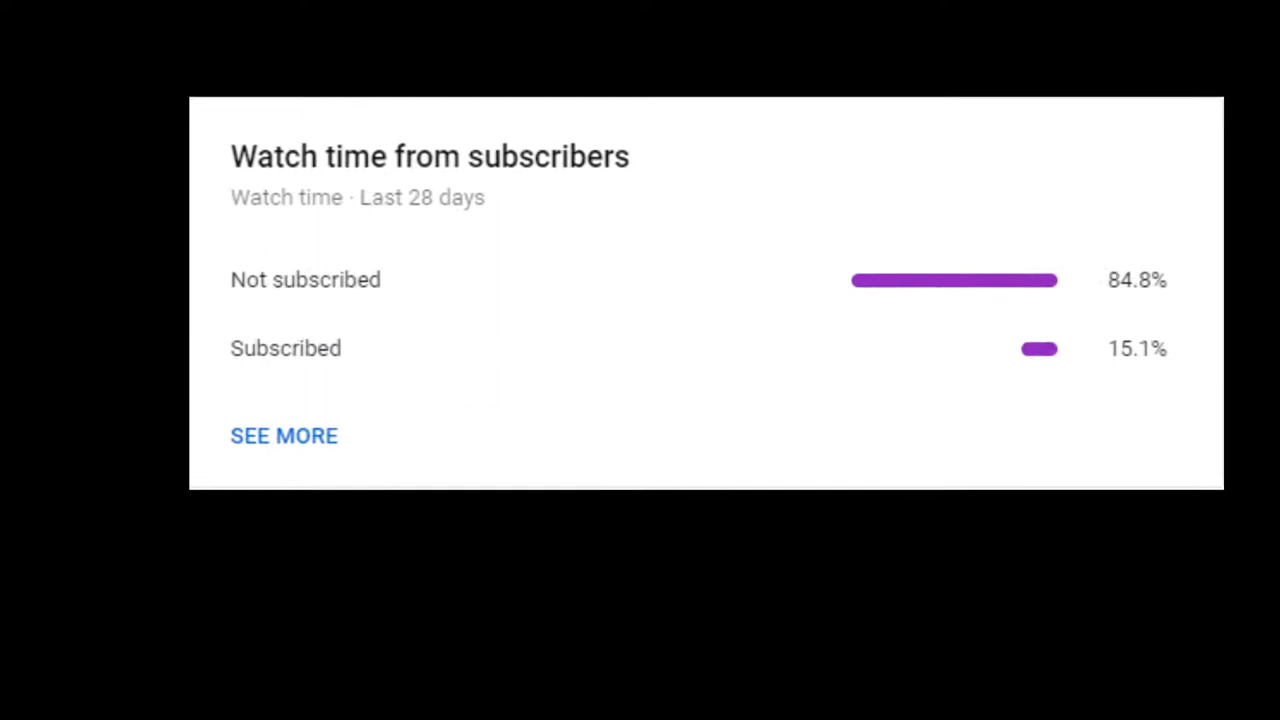 Watch time from subscribers
Watch time · Last 28 days
Not subscribed 84.8%
Subscribed 15.1%
SEE MORE